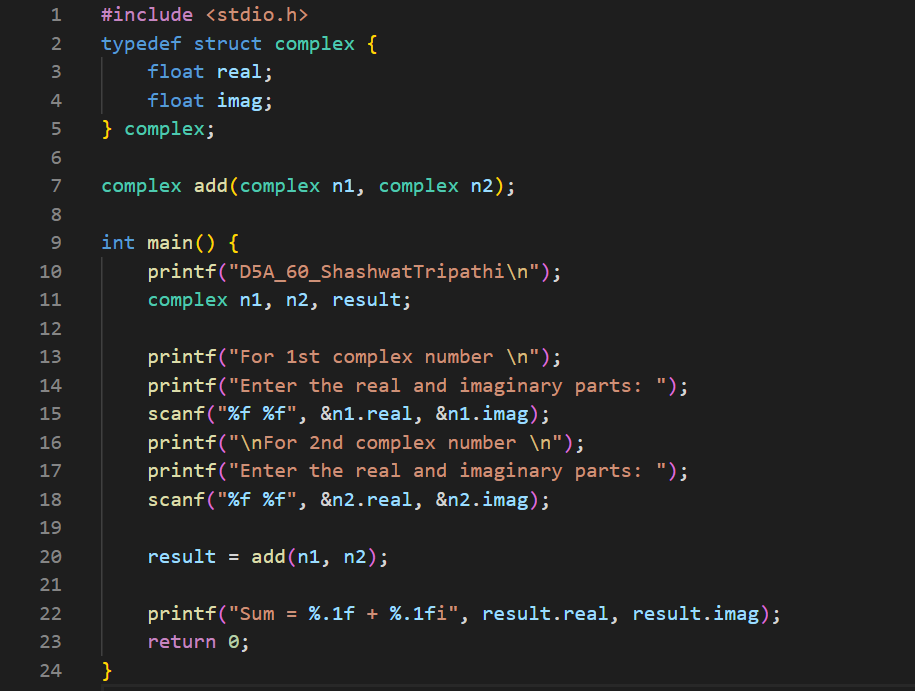 1 #include <stdio.h>
2 typedef struct complex {
3     float real;
4     float imag;
5 } complex;
6
7 complex add(complex n1, complex n2);
8
9 int main() {
10     printf("D5A_60_ShashwatTripathi\n");
11     complex n1, n2, result;
12
13     printf("For 1st complex number \n");
14     printf("Enter the real and imaginary parts: ");
15     scanf("%f %f", &n1.real, &n1.imag);
16     printf("\nFor 2nd complex number \n");
17     printf("Enter the real and imaginary parts: ");
18     scanf("%f %f", &n2.real, &n2.imag);
19
20     result = add(n1, n2);
21
22     printf("Sum = %.1f + %.1fi", result.real, result.imag);
23     return 0;
24 }